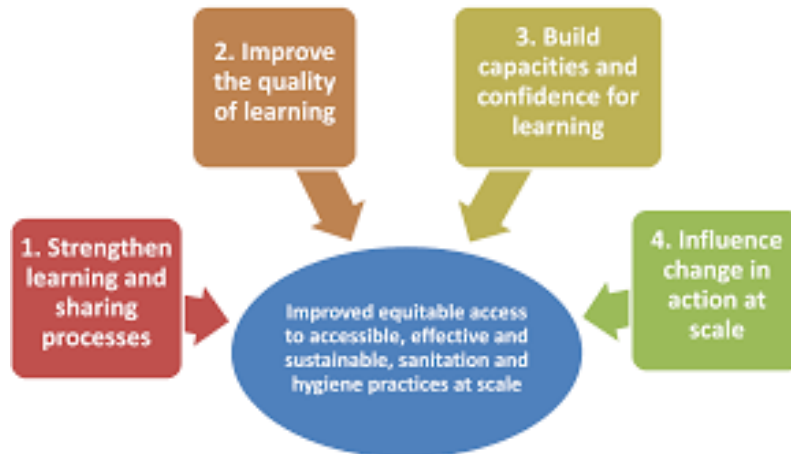 1. Strengthen
learning and
sharing
processes
2. Improve
the quality
of learning
3. Build
capacities and
confidence for
learning
4. Influence
change in
action at
scale
Improved equitable access
to accessible, effective and
sustainable, sanitation and
hygiene practices at scale